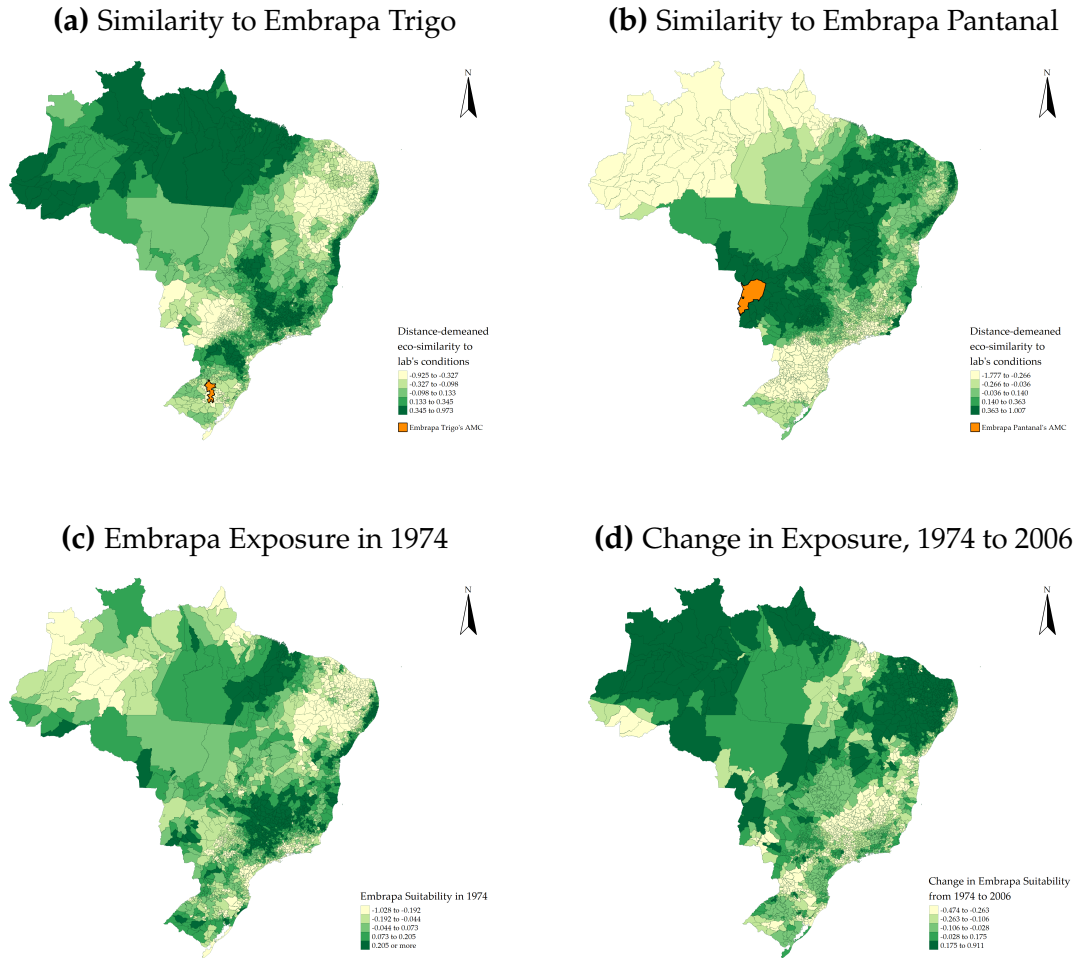 (a) Similarity to Embrapa Trigo
(b) Similarity to Embrapa Pantanal
N
N
Distance-demeaned
eco-similarity to
lab's conditions
-0.925 to -0.327
-0.327 to -0.098
-0.098 to 0.133
0.133 to 0.345
0.345 to 0.973
Embrapa Trigo's AMC
Distance-demeaned
eco-similarity to
lab's conditions
-1.777 to -0.266
-0.266 to -0.036
-0.036 to 0.140
0.140 to 0.363
0.363 to 1.007
Embrapa Pantanal's AMC
(c) Embrapa Exposure in 1974
(d) Change in Exposure, 1974 to 2006
N
N
Embrapa Suitability in 1974
-1.028 to -0.192
-0.192 to -0.044
-0.044 to 0.073
0.073 to 0.205
0.205 or more
Change in Embrapa Suitability
from 1974 to 2006
-0.474 to -0.263
-0.263 to -0.106
-0.106 to -0.028
-0.028 to 0.175
0.175 to 0.911